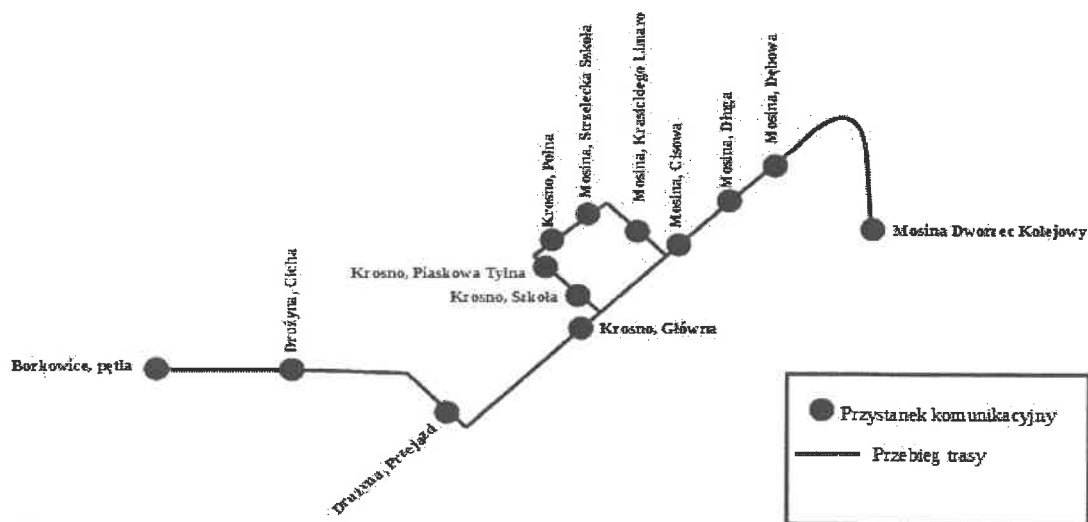 Krosno, Polna
Mosina, Strzelecka Szkoła
Mosina, Krasickiego Limaro
Mosina, Cisowa
Mosina, Długa
Mosina, Dębowa
Mosina Dworzec Kolejowy
Krosno, Piaskowa Tylna
Krosno, Szkoła
Krosno, Główna
Drużyna, Cicha
Borkowice, pętla
Drużyna, Przejazd
Przystanek komunikacyjny
Przebieg trasy